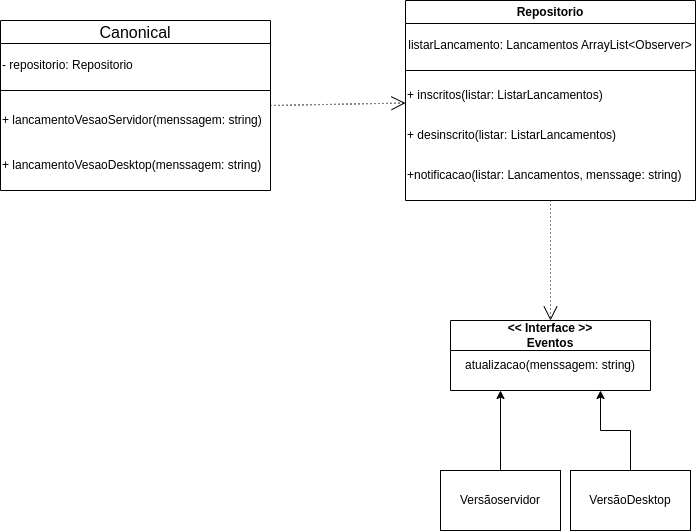 Canonical
- repositorio: Repositorio
+ lancamentoVesaoServidor(menssagem: string)
+ lancamentoVesaoDesktop(menssagem: string)
Repositorio
listarLancamento: Lancamentos ArrayList<Observer>
+ inscritos(listar: ListarLancamentos)
+ desinscrito(listar: ListarLancamentos)
+notificacao(listar: Lancamentos, menssage: string)
<< Interface >>
Eventos
atualizacao(menssagem: string)
Versãoservidor
VersãoDesktop